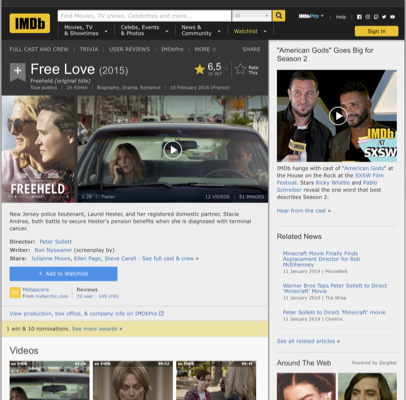 IMDb
Find Movies, TV shows, Celebrities and more...
All
IMDbPro
Help
Movies, TV
& Showtimes
Celebs, Events
& Photos
News &
Community
Watchlist
Sign in
FULL CAST AND CREW | TRIVIA | USER REVIEWS | IMDbPro | MORE
SHARE
Free Love (2015)
Freeheld (original title)
Tous publics | 1h 43min | Biography, Drama, Romance | 10 February 2016 (France)
6,5
Rate
This
FREEHELD
2:26 | Trailer
12 VIDEOS | 51 IMAGES
New Jersey police lieutenant, Laurel Hester, and her registered domestic partner, Stacie
Andree, both battle to secure Hester's pension benefits when she is diagnosed with terminal
cancer.
Director: Peter Sollett
Writer: Ron Nyswaner (screenplay by)
Stars: Julianne Moore, Ellen Page, Steve Carell | See full cast & crew »
+ Add to Watchlist
Metascore
From metacritic.com
Reviews
32 user | 145 critic
View production, box office, & company info on IMDbPro
1 win & 10 nominations. See more awards »
Videos
"American Gods" Goes Big for
Season 2
IMDb
at
SXSW
IMDb hangs with cast of "American Gods" at
the House on the Rock at the SXSW Film
Festival. Stars Ricky Whittle and Pablo
Schreiber reveal the one word that best
describes Season 2.
Hear from the cast »
Related News
Minecraft Movie Finally Finds
Replacement Director for Rob
McElhenney
11 January 2019 | MovieWeb
Warner Bros Taps Peter Sollett to
Direct 'Minecraft' Movie
11 January 2019 | The Wrap
Peter Sollett to Direct 'Minecraft' movie
11 January 2019 | Cinelinx
See all related articles »
Around The Web
Powered by ZergNet